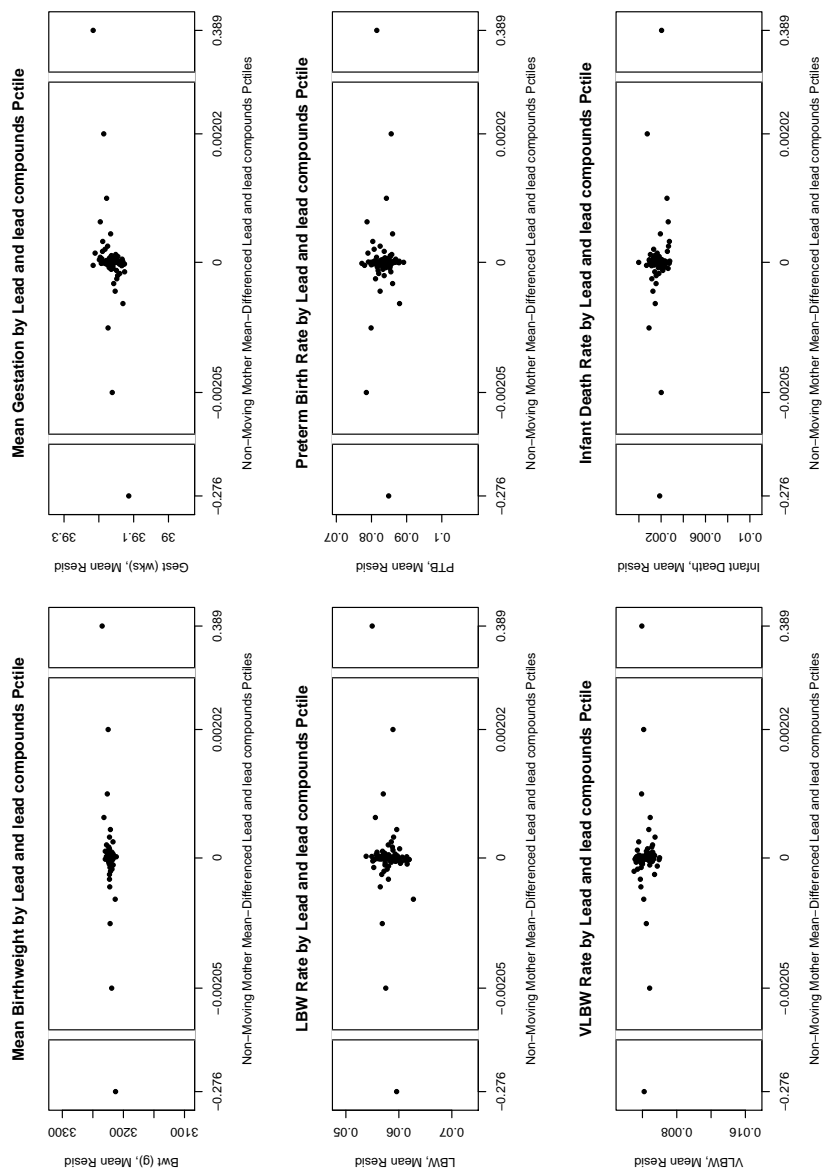 Mean Birthweight by Lead and lead compounds Pctile
Bwt (g), Mean Resid
3300
3200
3100
−0.276
−0.00205
0
0.00202
0.389
Non−Moving Mother Mean−Differenced Lead and lead compounds Pctiles
Mean Gestation by Lead and lead compounds Pctile
Gest (wks), Mean Resid
39.3
39.1
39
−0.276
−0.00205
0
0.00202
0.389
Non−Moving Mother Mean−Differenced Lead and lead compounds Pctiles
LBW Rate by Lead and lead compounds Pctile
LBW, Mean Resid
0.05
0.06
0.07
−0.276
−0.00205
0
0.00202
0.389
Non−Moving Mother Mean−Differenced Lead and lead compounds Pctiles
Preterm Birth Rate by Lead and lead compounds Pctile
PTB, Mean Resid
0.07
0.08
0.09
0.1
−0.276
−0.00205
0
0.00202
0.389
Non−Moving Mother Mean−Differenced Lead and lead compounds Pctiles
VLBW Rate by Lead and lead compounds Pctile
VLBW, Mean Resid
0.008
0.016
−0.276
−0.00205
0
0.00202
0.389
Non−Moving Mother Mean−Differenced Lead and lead compounds Pctiles
Infant Death Rate by Lead and lead compounds Pctile
Infant Death, Mean Resid
0.002
0.006
0.01
−0.276
−0.00205
0
0.00202
0.389
Non−Moving Mother Mean−Differenced Lead and lead compounds Pctiles